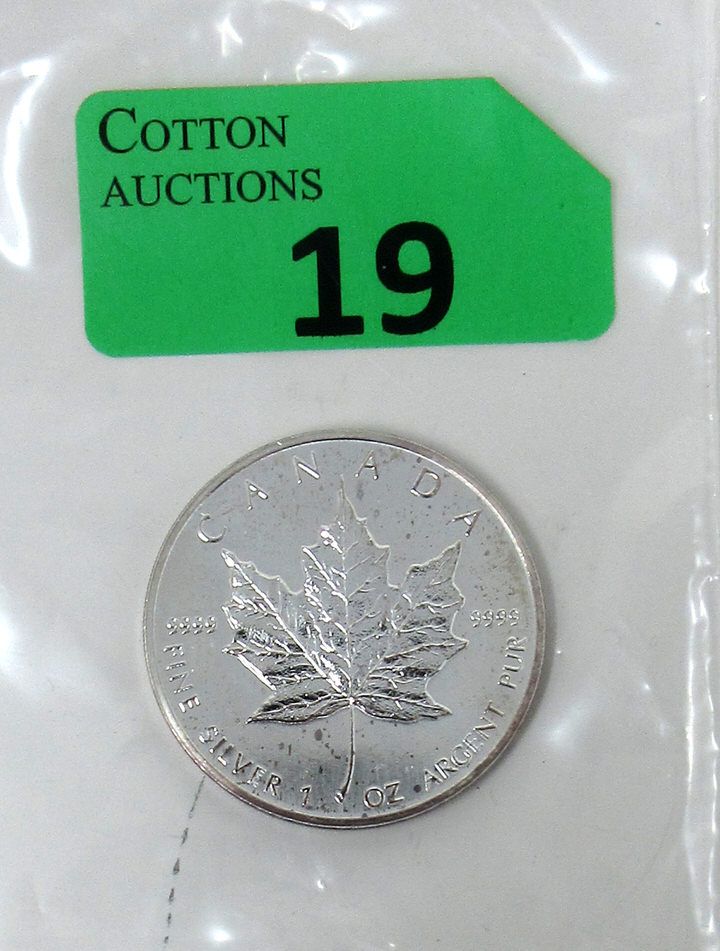 COTTON
AUCTIONS
19
CANADA
9999 9999
FINE SILVER 1 OZ ARGENT PUR